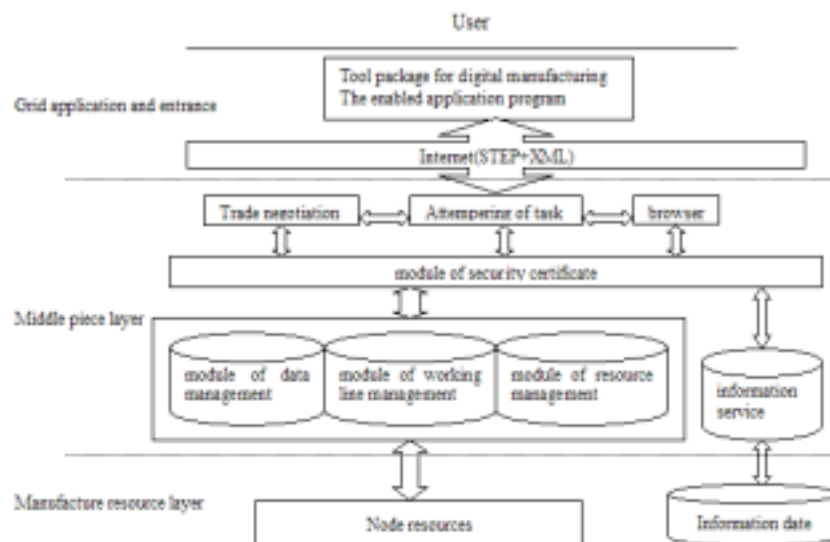 User
Tool package for digital manufacturing
The enabled application program
Grid application and entrance
Internet(STEP+XML)
Trade negotiation
Attempering of task
browser
module of security certificate
Middle piece layer
module of data
management
module of working
line management
module of resource
management
information
service
Manufacture resource layer
Node resources
Information date